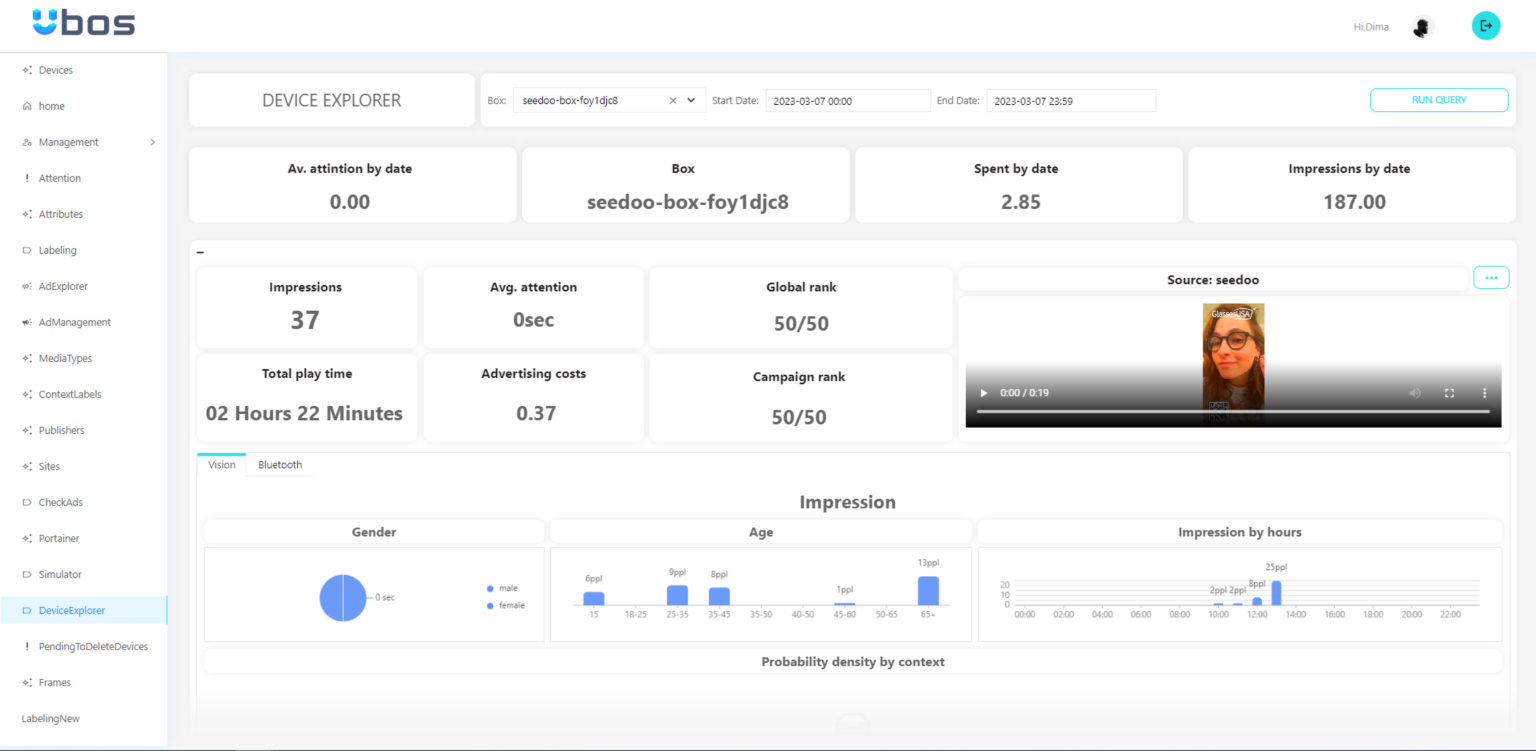 Ubos
Hi,Dima
Devices
home
Management
Attention
Attributes
Labeling
AdExplorer
AdManagement
MediaTypes
ContextLabels
Publishers
Sites
CheckAds
Portainer
Simulator
DeviceExplorer
PendingToDeleteDevices
Frames
LabelingNew
DEVICE EXPLORER
Box: seedoo-box-foy1djc8 Start Date: 2023-03-07 00:00 End Date: 2023-03-07 23:59 RUN QUERY
Av. attintion by date
0.00
Box
seedoo-box-foy1djc8
Spent by date
2.85
Impressions by date
187.00
Impressions
37
Avg. attention
0sec
Global rank
50/50
Total play time
02 Hours 22 Minutes
Advertising costs
0.37
Campaign rank
50/50
Source: seedoo
GlassesUSA
0:00 / 0:19
Vision Bluetooth
Impression
Gender
0 sec
male
female
Age
6ppl 9ppl 8ppl 1ppl 13ppl
15 18-25 25-35 35-45 35-50 40-50 45-60 50-65 65+
Impression by hours
25ppl
2ppl 2ppl 8ppl
20
10
0
00:00 02:00 04:00 06:00 08:00 10:00 12:00 14:00 16:00 18:00 20:00 22:00
Probability density by context